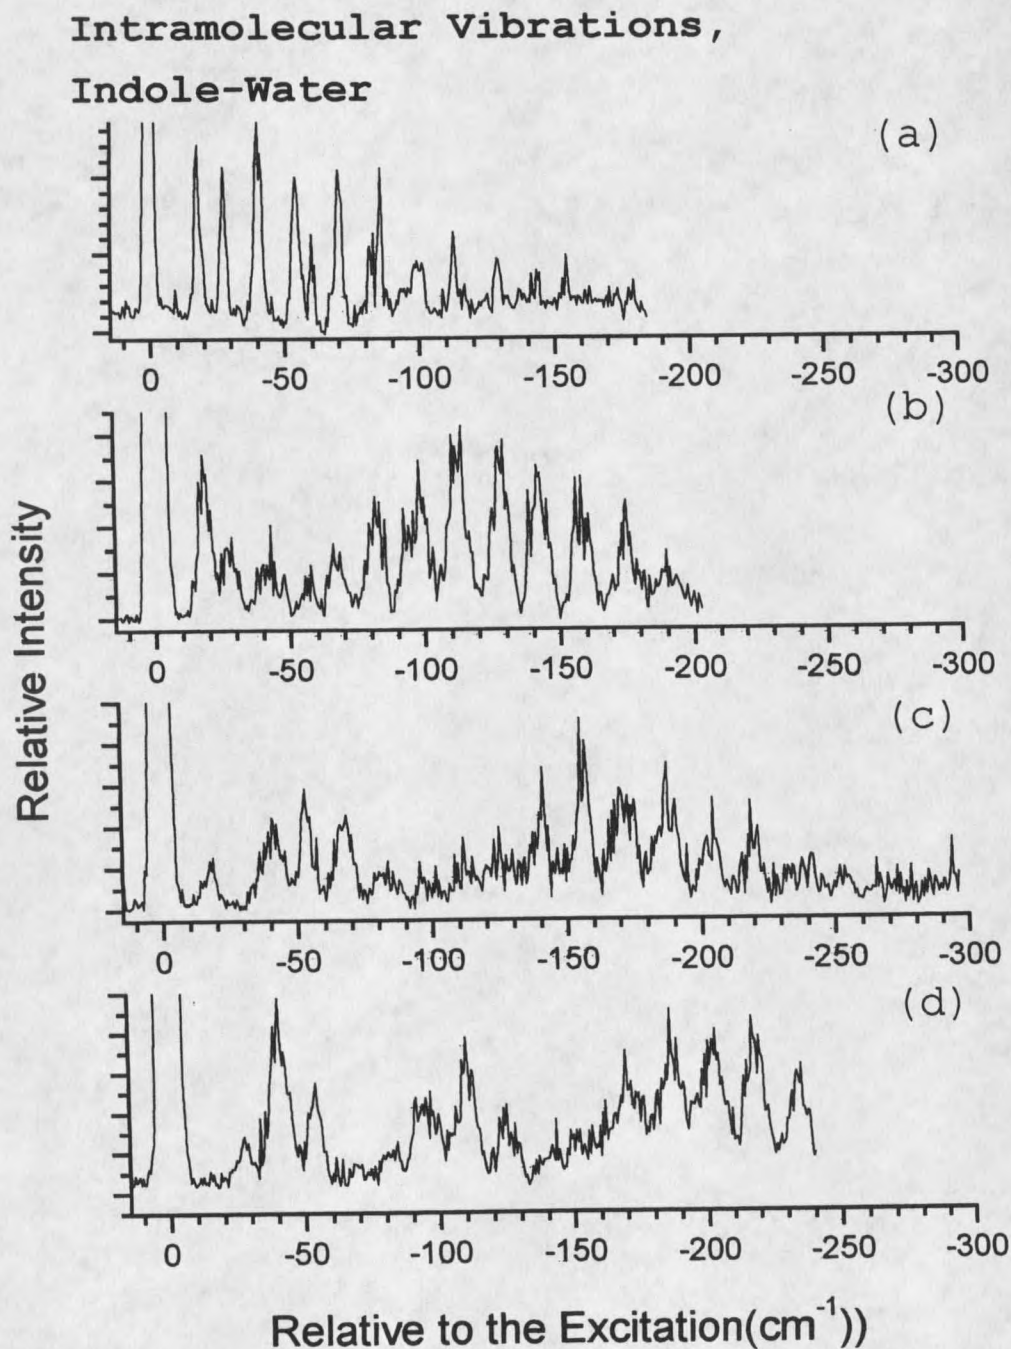 Intramolecular Vibrations,
Indole-Water
(a)
0 -50 -100 -150 -200 -250 -300
(b)
0 -50 -100 -150 -200 -250 -300
(c)
0 -50 -100 -150 -200 -250 -300
(d)
0 -50 -100 -150 -200 -250 -300
Relative Intensity
Relative to the Excitation(cm⁻¹))